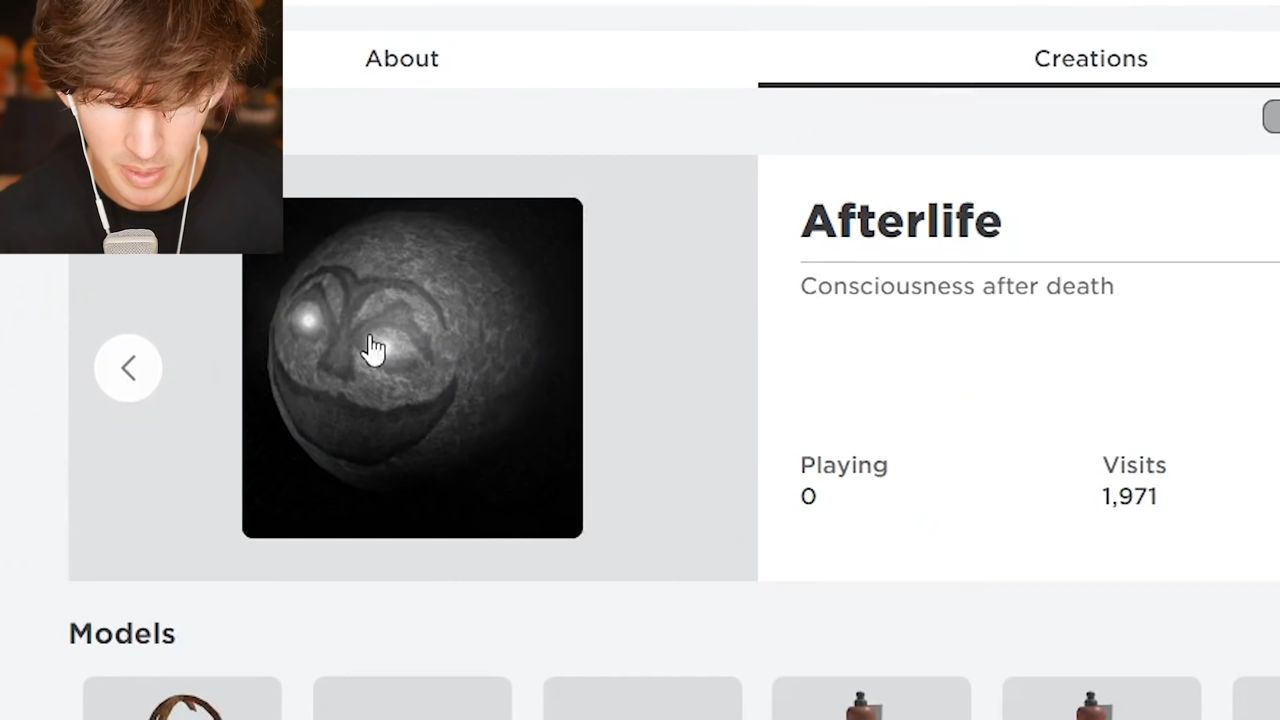 About
Creations
Afterlife
Consciousness after death
Playing
Visits
0
1,971
Models